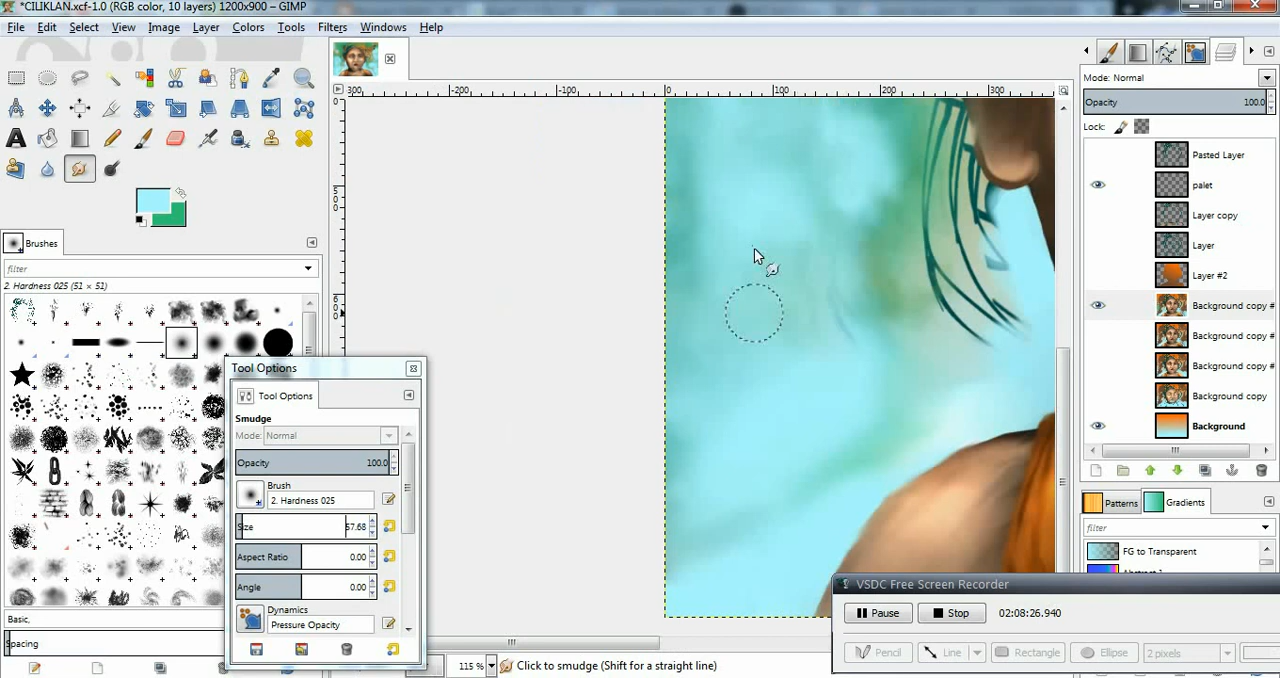 *CILIKLAN.xcf-1.0 (RGB color, 10 layers) 1200x900 – GIMP
File Edit Select View Image Layer Colors Tools Filters Windows Help
300 -200 -100 0 100 200 300
Mode: Normal
Opacity 100.0
Lock:
Pasted Layer
palet
Layer copy
Layer
Layer #2
Background copy #
Background copy #
Background copy #
Background copy
Background
Brushes
filter
2. Hardness 025 (51 × 51)
Tool Options
Tool Options
Smudge
Mode: Normal
Opacity 100.0
Brush
2. Hardness 025
Size 57.68
Aspect Ratio 0.00
Angle 0.00
Dynamics
Pressure Opacity
Basic,
Spacing
Patterns Gradients
filter
FG to Transparent
VSDC Free Screen Recorder
Pause Stop 02:08:26.940
Pencil Line Rectangle Ellipse 2 pixels
115 % Click to smudge (Shift for a straight line)